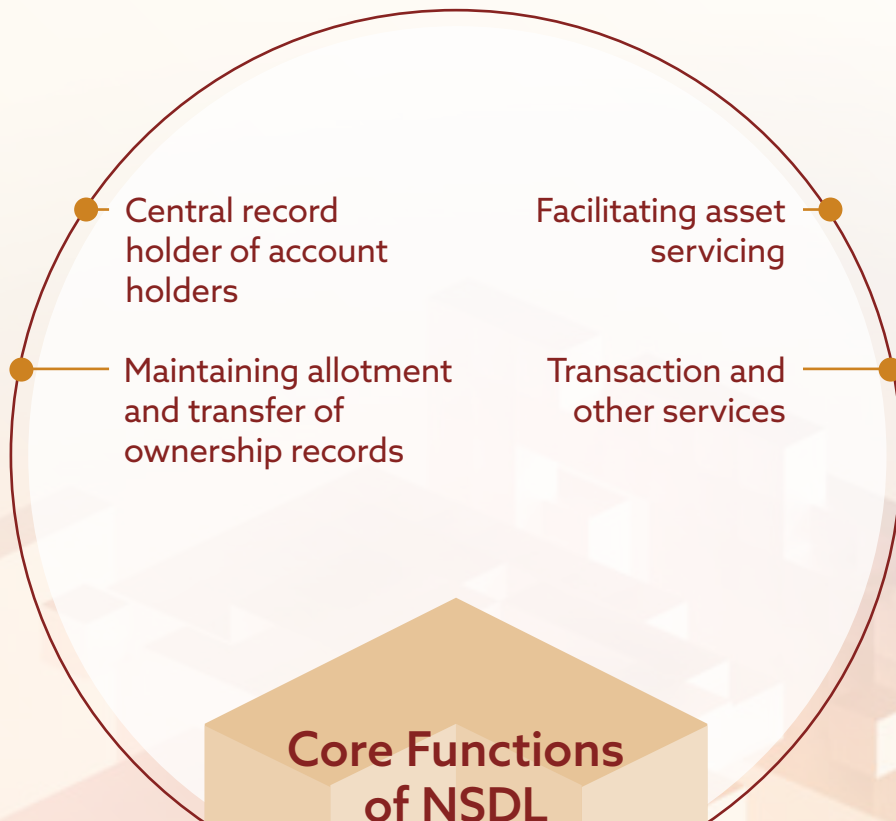 Central record
holder of account
holders
Facilitating asset
servicing
Maintaining allotment
and transfer of
ownership records
Transaction and
other services
Core Functions
of NSDL